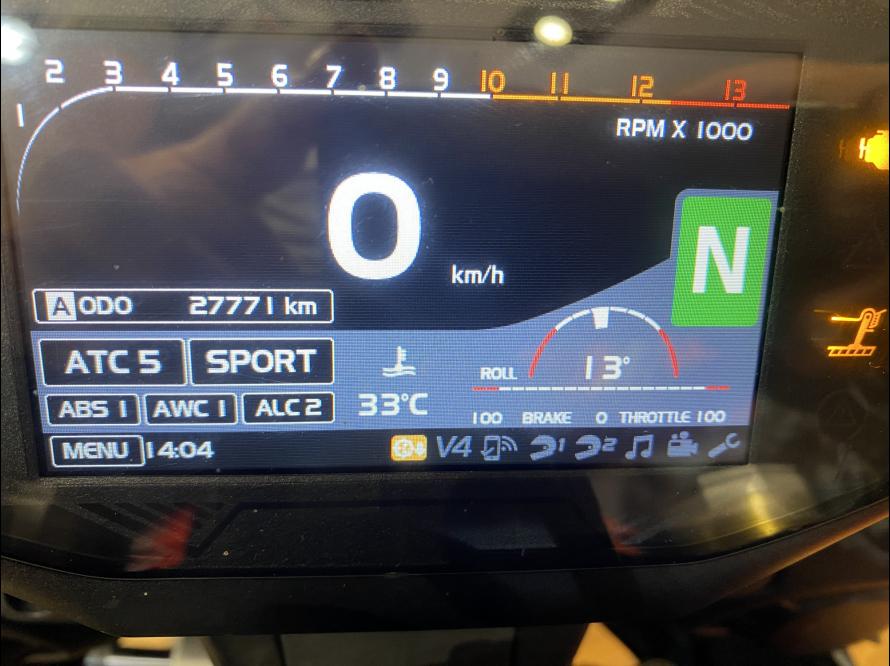 1 2 3 4 5 6 7 8 9 10 11 12 13
RPM X 1000
0 km/h
N
A ODO 27771 km
ATC 5 SPORT
ROLL 13°
ABS 1 AWC 1 ALC 2 33°C
100 BRAKE 0 THROTTLE 100
MENU 14:04 V4 1 2